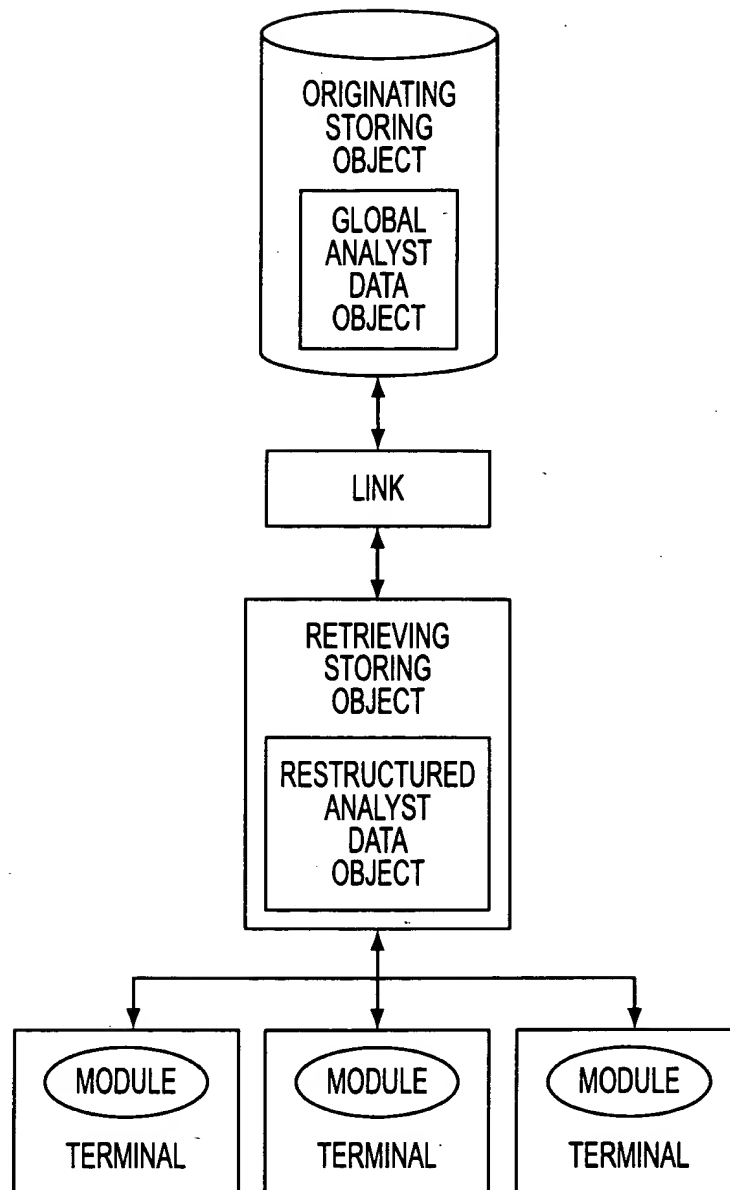 ORIGINATING
STORING
OBJECT
GLOBAL
ANALYST
DATA
OBJECT
LINK
RETRIEVING
STORING
OBJECT
RESTRUCTURED
ANALYST
DATA
OBJECT
MODULE
TERMINAL
MODULE
TERMINAL
MODULE
TERMINAL